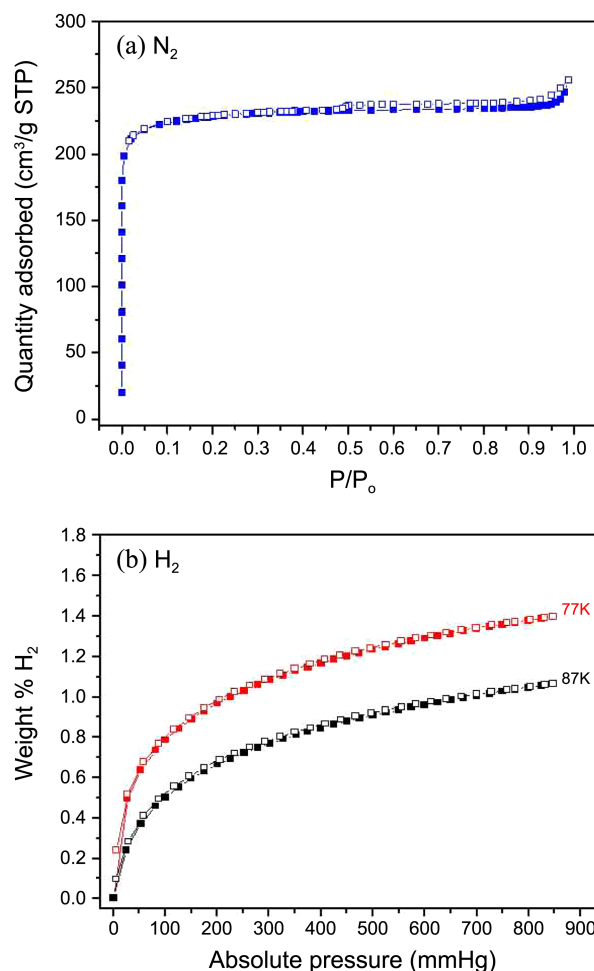 (a) N₂
300
250
200
150
100
50
0
Quantity adsorbed (cm³/g STP)
0.0 0.1 0.2 0.3 0.4 0.5 0.6 0.7 0.8 0.9 1.0
P/Pₒ
(b) H₂
1.8
1.6
1.4
1.2
1.0
0.8
0.6
0.4
0.2
0.0
Weight % H₂
77K
87K
0 100 200 300 400 500 600 700 800 900
Absolute pressure (mmHg)